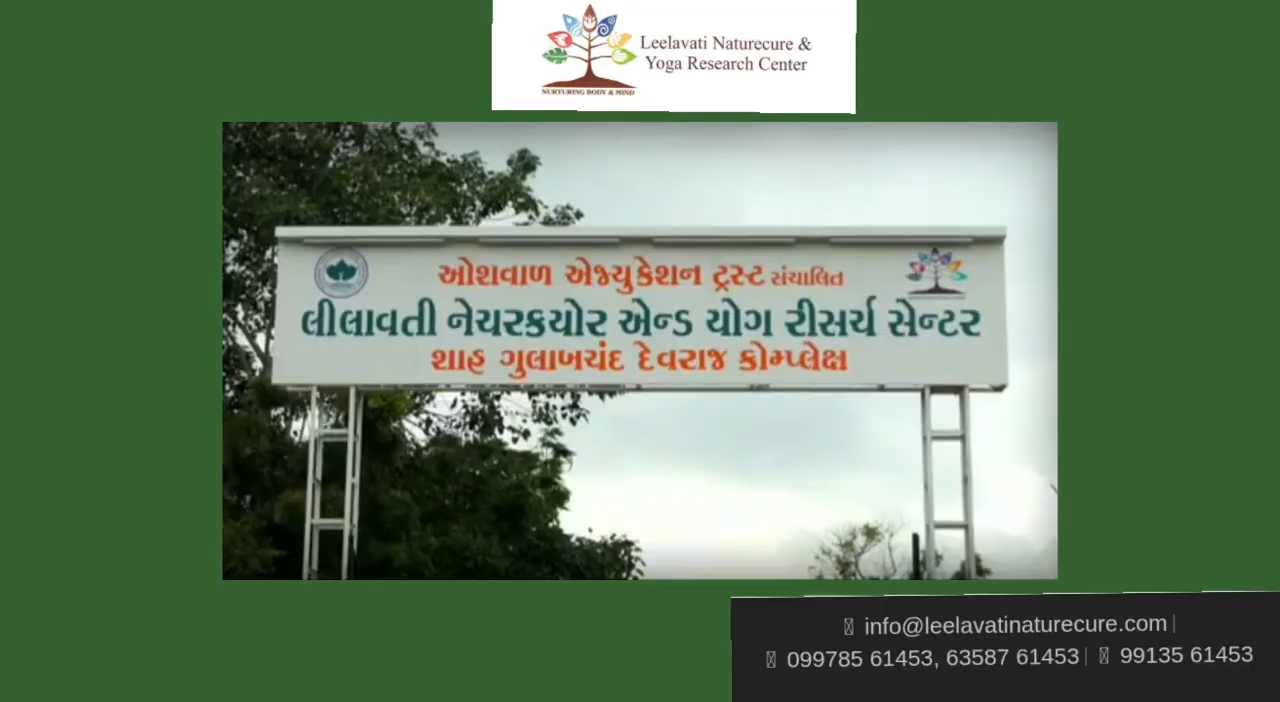 Leelavati Naturecure &
Yoga Research Center
NURTURING BODY & MIND
ઓશવાળ એજ્યુકેશન ટ્રસ્ટ સંચાલિત
લીલાવતી નેચરક્યોર એન્ડ યોગ રીસર્ચ સેન્ટર
શાહ ગુલાબચંદ દેવરાજ કોમ્પ્લેક્ષ
info@leelavatinaturecure.com |
099785 61453, 63587 61453 | 99135 61453